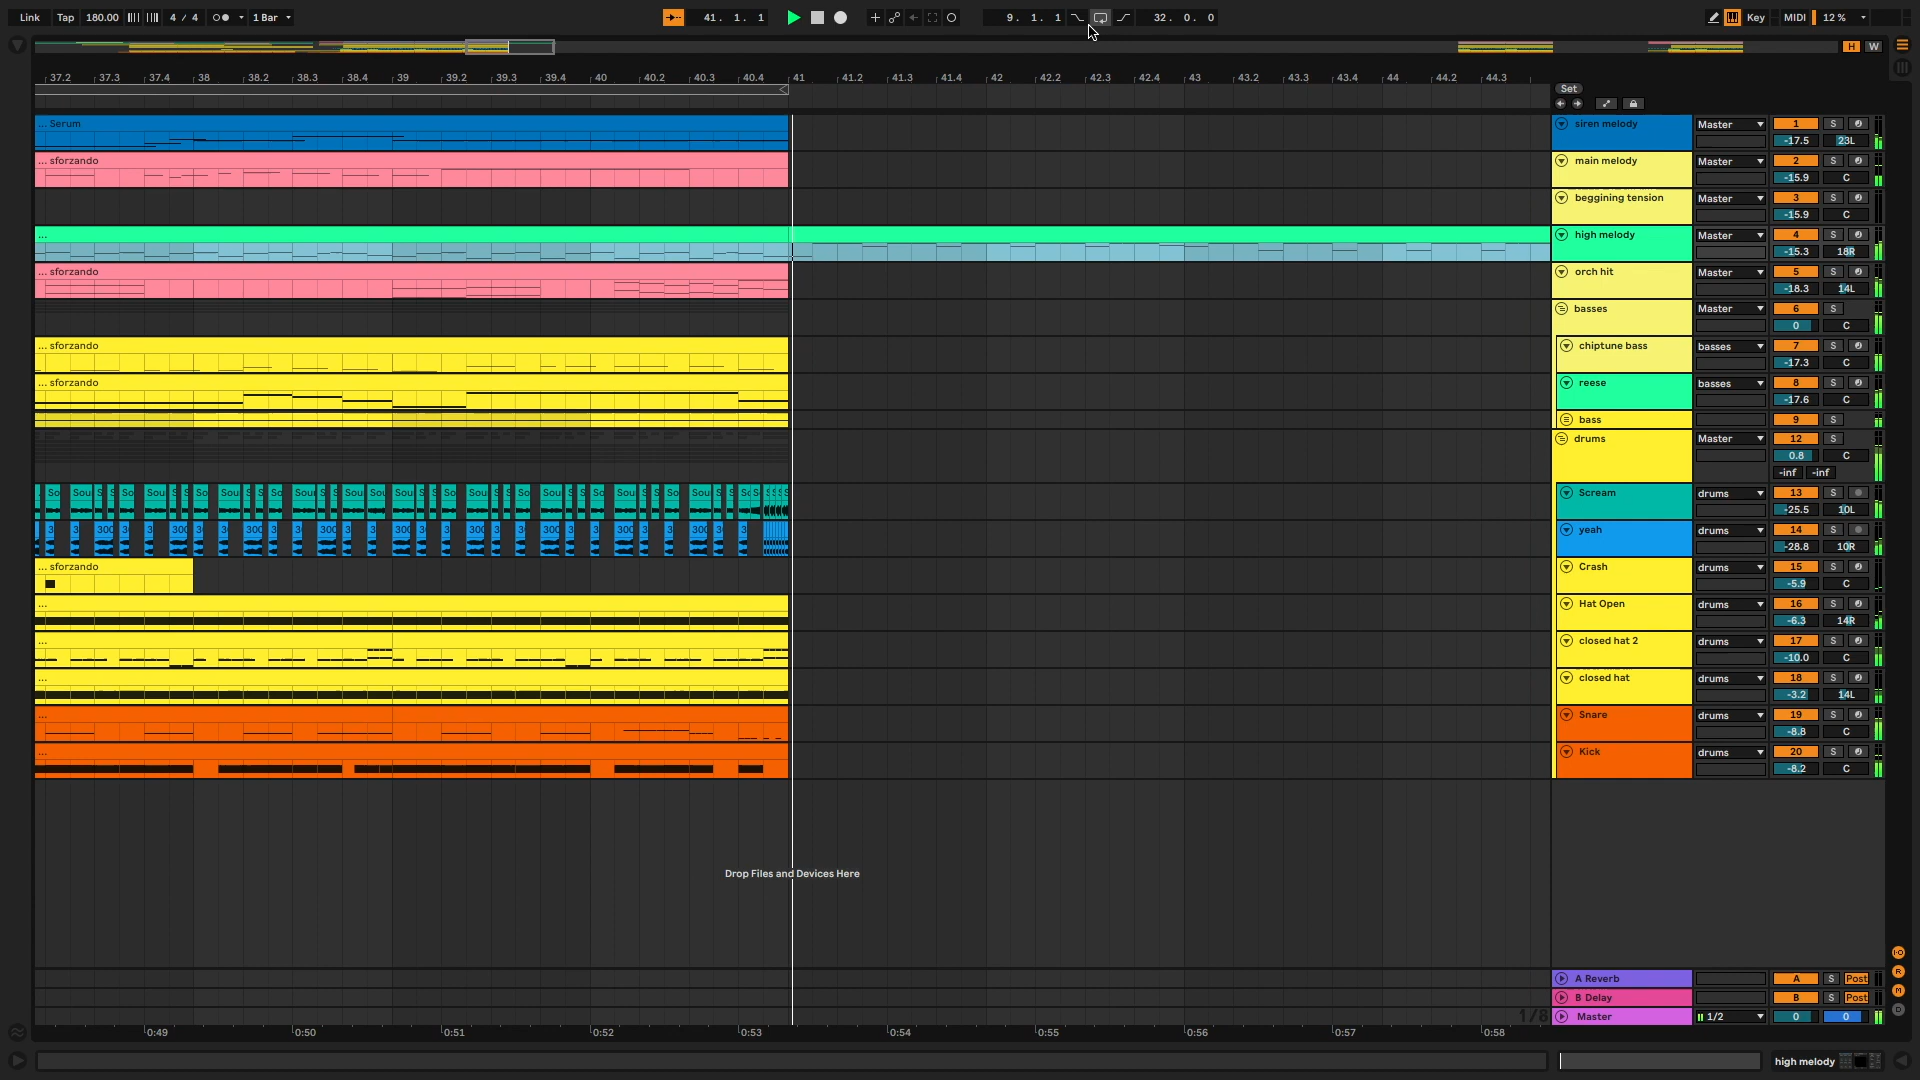 Link Tap 180.00 4 / 4 1 Bar 41. 1. 1 9. 1. 1 32. 0. 0 Key MIDI 12 %
H W
37.2 37.3 37.4 38 38.2 38.3 38.4 39 39.2 39.3 39.4 40 40.2 40.3 40.4 41 41.2 41.3 41.4 42 42.2 42.3 42.4 43 43.2 43.3 43.4 44 44.2 44.3
Set
... Serum siren melody Master 1 S
-17.5 23L
... sforzando main melody Master 2 S
-15.9 C
beggining tension Master 3 S
-15.9 C
... high melody Master 4 S
-15.3 18R
... sforzando orch hit Master 5 S
-18.3 14L
basses Master 6 S
0 C
... sforzando chiptune bass basses 7 S
-17.3 C
... sforzando reese basses 8 S
-17.6 C
bass 9 S
drums Master 12 S
0.8 C
-inf -inf
Scream drums 13 S
-25.5 10L
yeah drums 14 S
-28.8 10R
... sforzando Crash drums 15 S
-5.9 C
... Hat Open drums 16 S
-6.3 14R
... closed hat 2 drums 17 S
-10.0 C
... closed hat drums 18 S
-3.2 14L
... Snare drums 19 S
-8.8 C
... Kick drums 20 S
-8.2 C
Drop Files and Devices Here
A Reverb A S Post
B Delay B S Post
1/8 Master 1/2 0 0
0:49 0:50 0:51 0:52 0:53 0:54 0:55 0:56 0:57 0:58
high melody